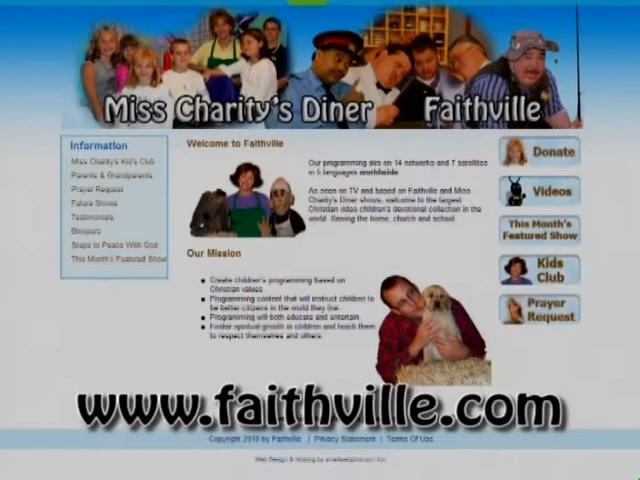 Miss Charity's Diner
Faithville
Information
Miss Charity's Kid's Club
Parents & Grandparents
Prayer Request
Future Shows
Testimonials
Bloopers
Steps to Peace With God
This Month's Featured Show
Welcome to Faithville
Our programming airs on 14 networks and 7 satellites
in 5 languages worldwide.
As seen on TV and based on Faithville and Miss
Charity's Diner shows, welcome to the largest
Christian video children's devotional collection in the
world. Serving the home, church and school.
Our Mission
Create children's programming based on
Christian values
Programming content that will instruct children to
be better citizens in the world they live.
Programming will both educate and entertain.
Foster spiritual growth in children and teach them
to respect themselves and others.
Donate
Videos
This Month's
Featured Show
Kids
Club
Prayer
Request
www.faithville.com
Copyright 2010 by Faithville | Privacy Statement | Terms Of Use
Web Design & Hosting by